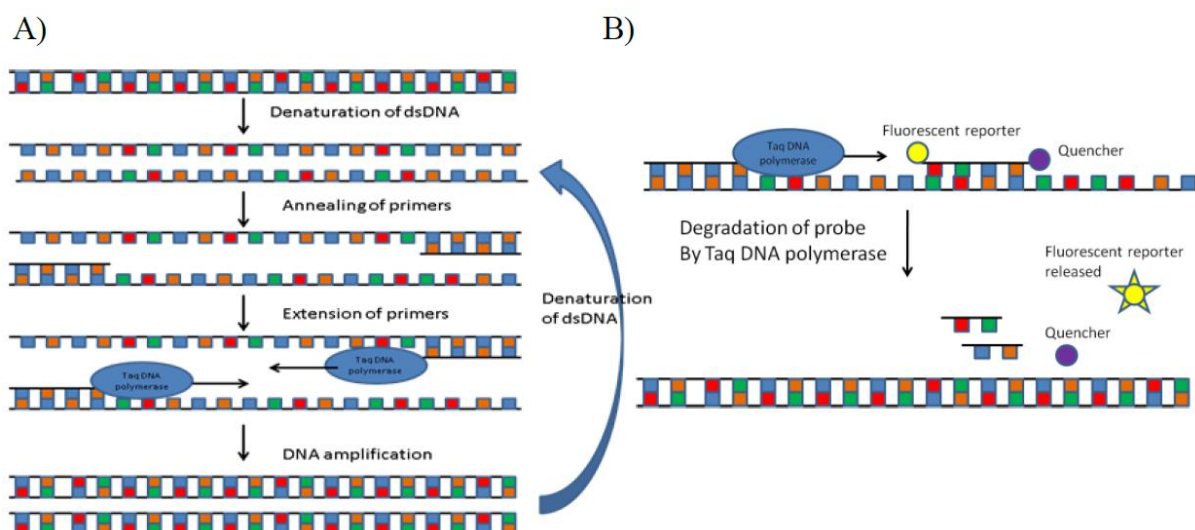 A)
Denaturation of dsDNA
Annealing of primers
Extension of primers
Taq DNA
polymerase
Taq DNA
polymerase
DNA amplification
Denaturation
of dsDNA
B)
Taq DNA
polymerase
Fluorescent reporter
Quencher
Degradation of probe
By Taq DNA polymerase
Fluorescent reporter
released
Quencher